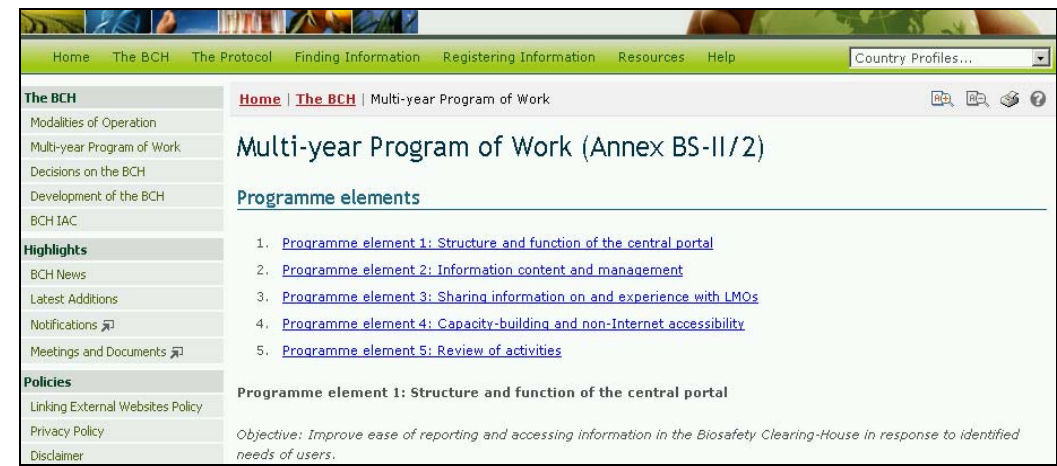 Home The BCH The Protocol Finding Information Registering Information Resources Help Country Profiles...
The BCH
Modalities of Operation
Multi-year Program of Work
Decisions on the BCH
Development of the BCH
BCH IAC
Highlights
BCH News
Latest Additions
Notifications
Meetings and Documents
Policies
Linking External Websites Policy
Privacy Policy
Disclaimer
Home | The BCH | Multi-year Program of Work
Multi-year Program of Work (Annex BS-II/2)
Programme elements
1. Programme element 1: Structure and function of the central portal
2. Programme element 2: Information content and management
3. Programme element 3: Sharing information on and experience with LMOs
4. Programme element 4: Capacity-building and non-Internet accessibility
5. Programme element 5: Review of activities
Programme element 1: Structure and function of the central portal
Objective: Improve ease of reporting and accessing information in the Biosafety Clearing-House in response to identified
needs of users.